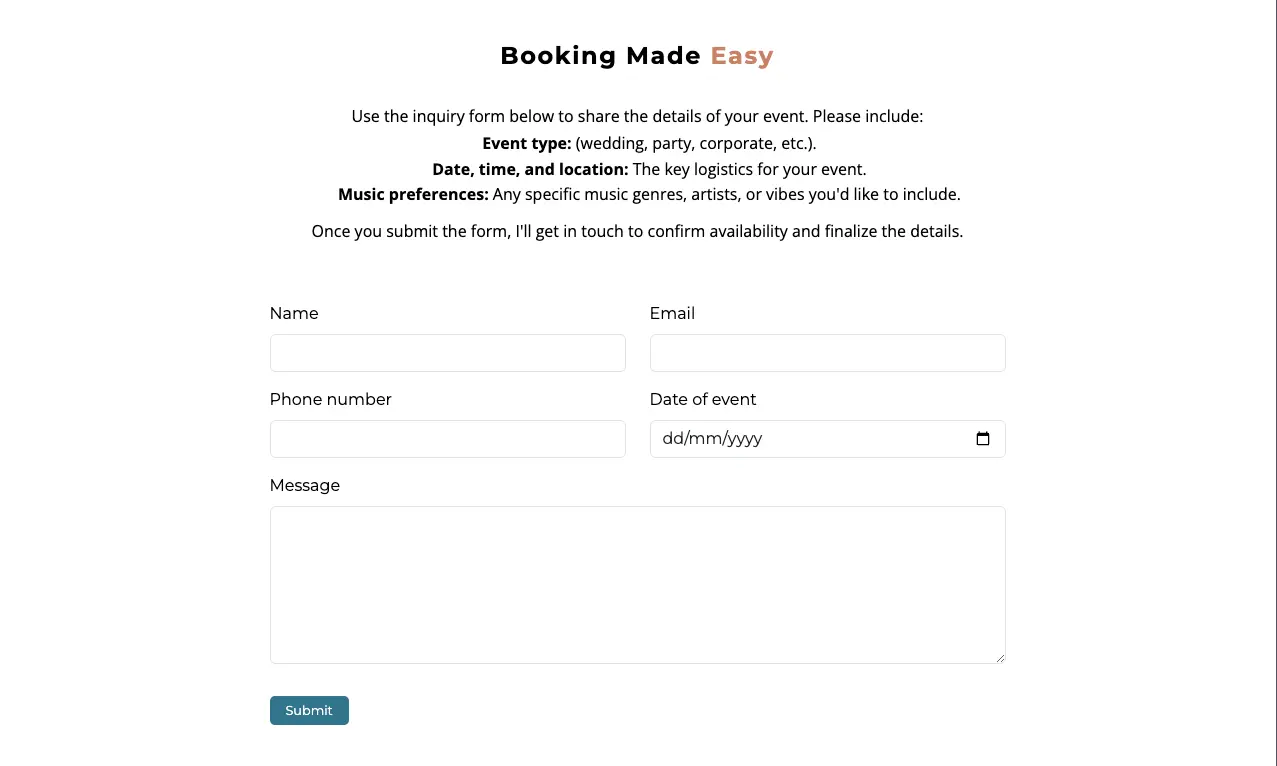 Booking Made Easy
Use the inquiry form below to share the details of your event. Please include:
Event type: (wedding, party, corporate, etc.).
Date, time, and location: The key logistics for your event.
Music preferences: Any specific music genres, artists, or vibes you'd like to include.
Once you submit the form, I'll get in touch to confirm availability and finalize the details.
Name
Email
Phone number
Date of event
dd/mm/yyyy
Message
Submit